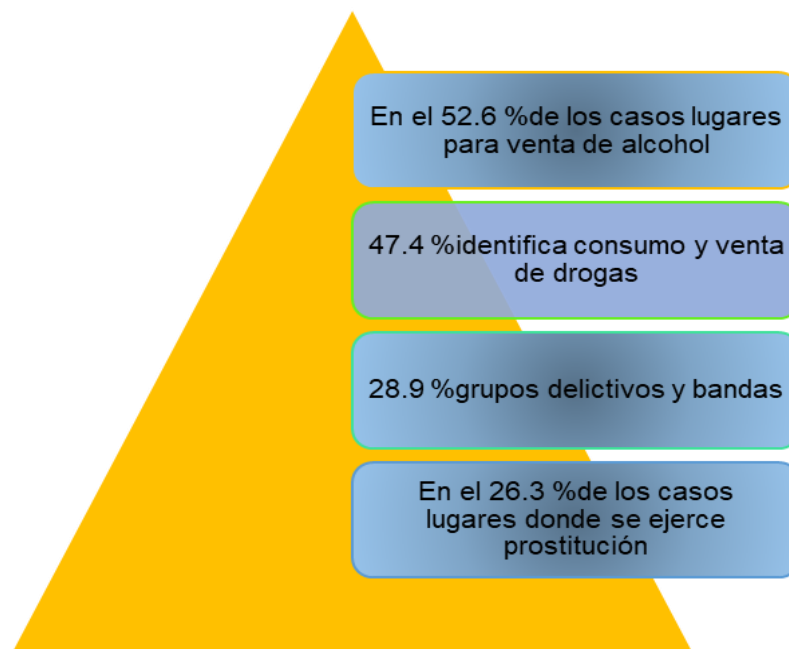 En el 52.6 %de los casos lugares
para venta de alcohol
47.4 %identifica consumo y venta
de drogas
28.9 %grupos delictivos y bandas
En el 26.3 %de los casos
lugares donde se ejerce
prostitución